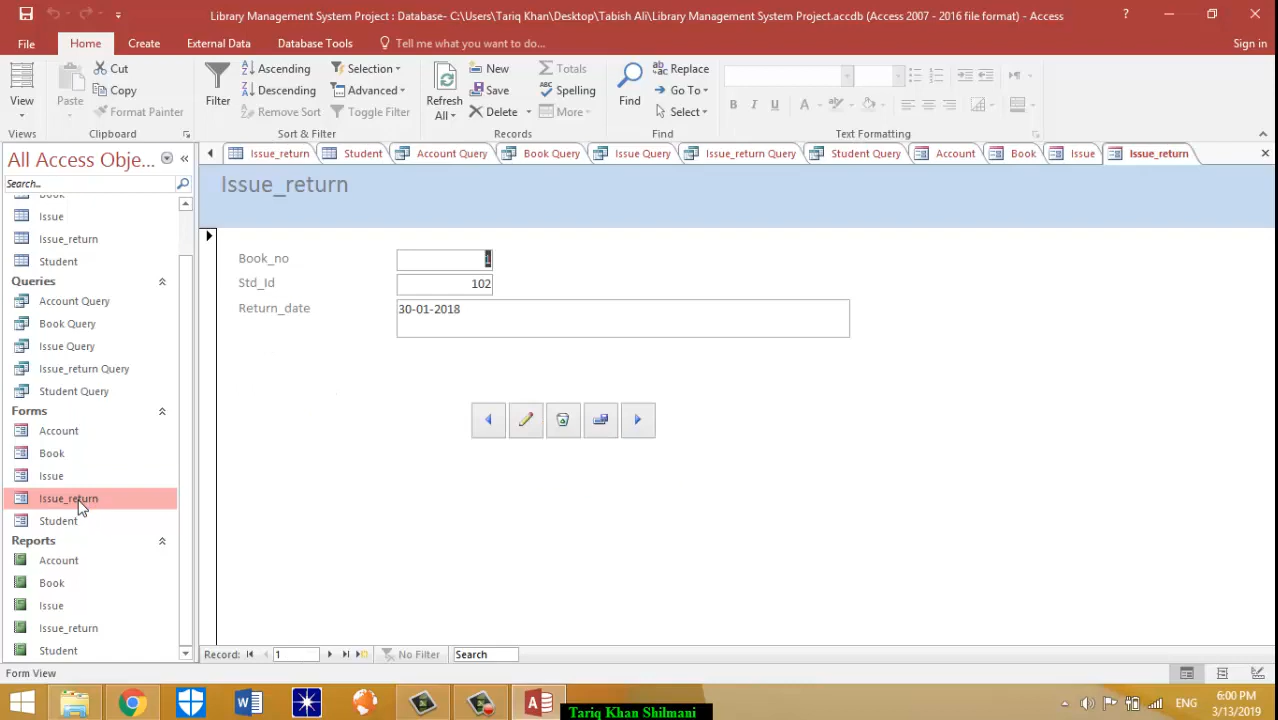 Library Management System Project : Database- C:\Users\Tariq Khan\Desktop\Tabish Ali\Library Management System Project.accdb (Access 2007 - 2016 file format) - Access
?
File
Home
Create
External Data
Database Tools
Tell me what you want to do...
Sign in
View
Views
Paste
Cut
Copy
Format Painter
Clipboard
Filter
Ascending
Descending
Remove Sort
Selection
Advanced
Toggle Filter
Sort & Filter
Refresh
All
New
Save
Delete
Totals
Spelling
More
Records
Find
Replace
Go To
Select
Find
B I U
A
Text Formatting
All Access Obje...
Search...
Issue_return
Student
Account Query
Book Query
Issue Query
Issue_return Query
Student Query
Account
Book
Issue
Issue_return
Book
Issue
Issue_return
Student
Queries
Account Query
Book Query
Issue Query
Issue_return Query
Student Query
Forms
Account
Book
Issue
Issue_return
Student
Reports
Account
Book
Issue
Issue_return
Student
Issue_return
Book_no 1
Std_Id 102
Return_date 30-01-2018
Record: 1
No Filter
Search
Form View
ENG
6:00 PM
3/13/2019
Tariq Khan Shilmani